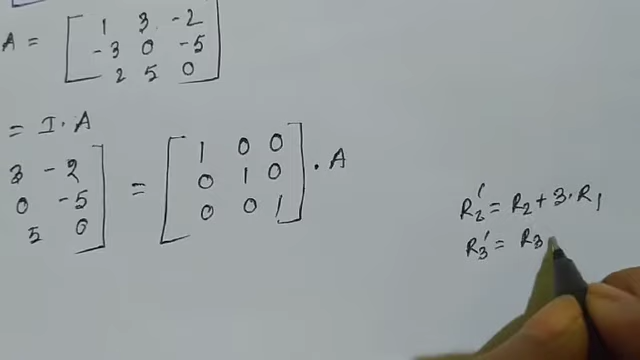 A = [ 1 3 -2
-3 0 -5
2 5 0 ]
= I · A
3 -2
0 -5
5 0 ] = [ 1 0 0
0 1 0
0 0 1 ] · A
R₂' = R₂ + 3 · R₁
R₃' = R₃